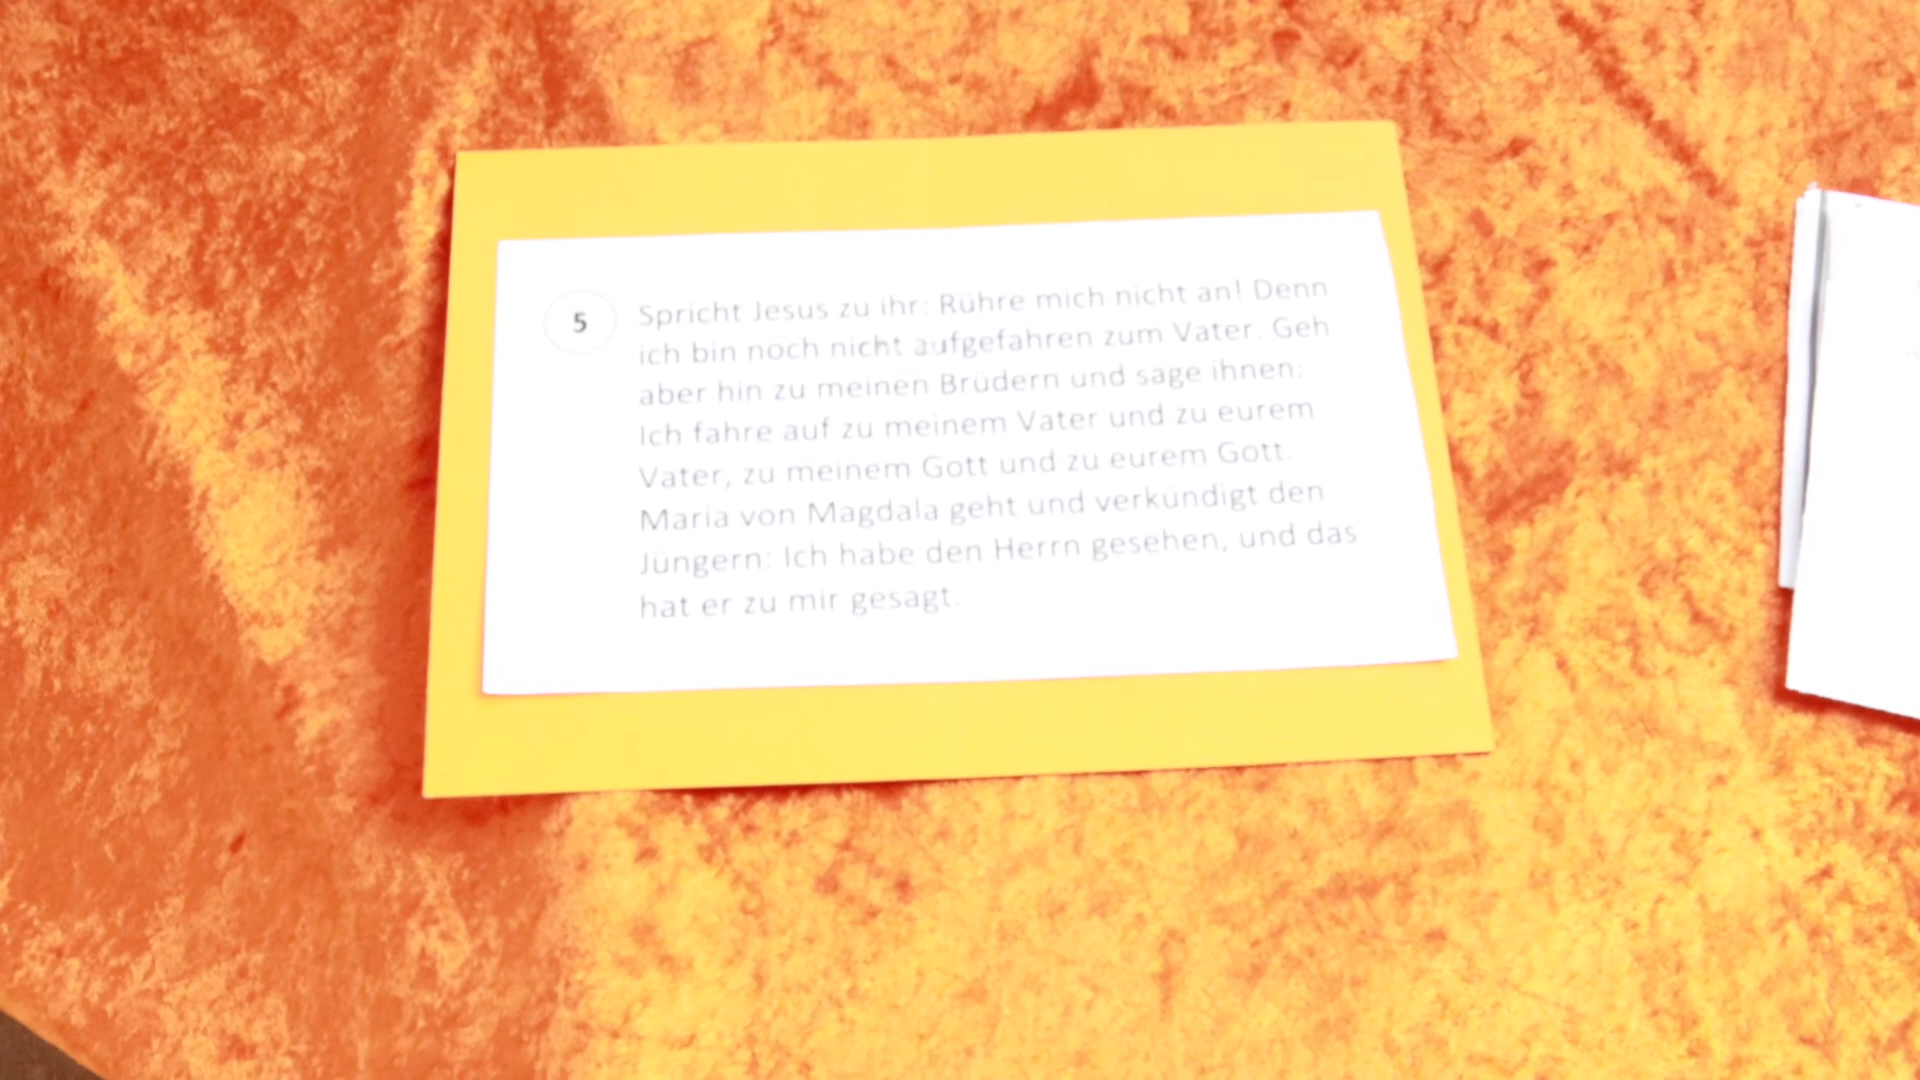 5
Spricht Jesus zu ihr: Rühre mich nicht an! Denn
ich bin noch nicht aufgefahren zum Vater. Geh
aber hin zu meinen Brüdern und sage ihnen:
Ich fahre auf zu meinem Vater und zu eurem
Vater, zu meinem Gott und zu eurem Gott.
Maria von Magdala geht und verkündigt den
Jüngern: Ich habe den Herrn gesehen, und das
hat er zu mir gesagt.